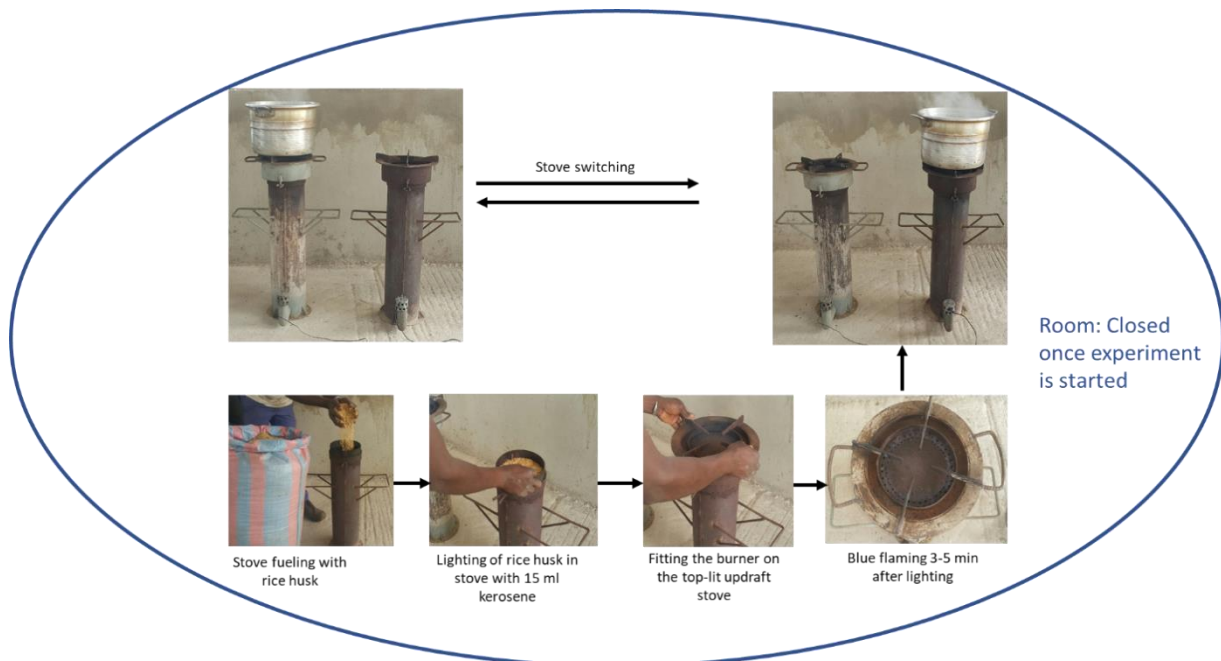 Stove switching
Room: Closed
once experiment
is started
Stove fueling with
rice husk
Lighting of rice husk in
stove with 15 ml
kerosene
Fitting the burner on
the top-lit updraft
stove
Blue flaming 3-5 min
after lighting